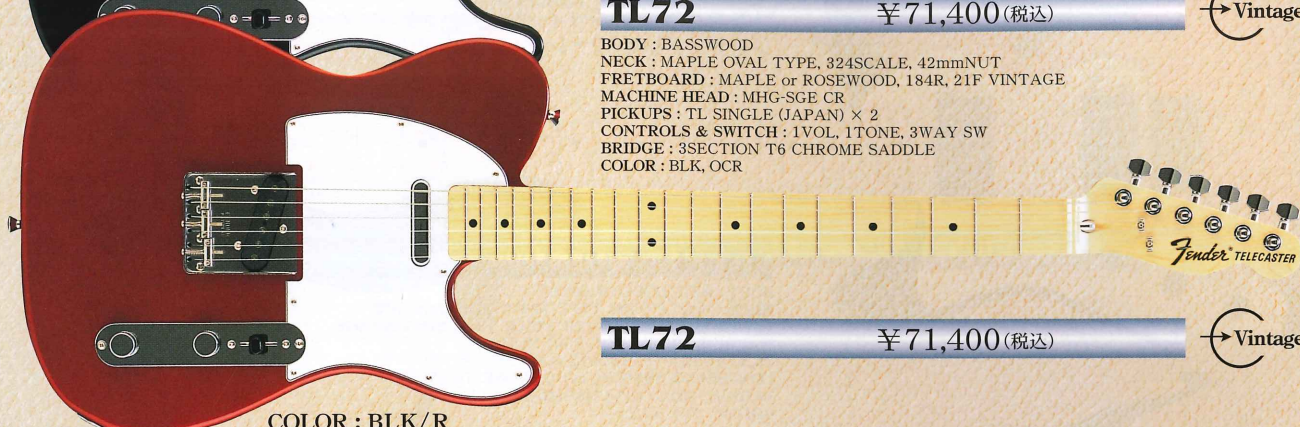 TL72 ￥71,400(税込) Vintage
BODY : BASSWOOD
NECK : MAPLE OVAL TYPE, 324SCALE, 42mmNUT
FRETBOARD : MAPLE or ROSEWOOD, 184R, 21F VINTAGE
MACHINE HEAD : MHG-SGE CR
PICKUPS : TL SINGLE (JAPAN) × 2
CONTROLS & SWITCH : 1VOL, 1TONE, 3WAY SW
BRIDGE : 3SECTION T6 CHROME SADDLE
COLOR : BLK, OCR
Fender® TELECASTER
TL72 ￥71,400(税込) Vintage
COLOR : BLK/R